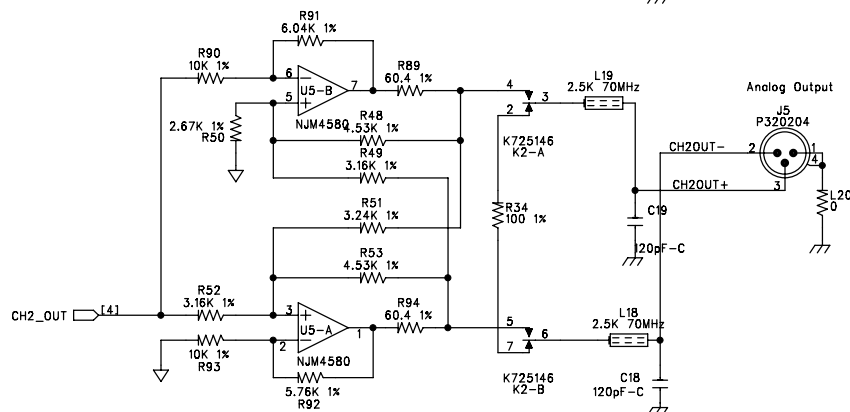 R91
6.04K 1%
R90
10K 1%
6
5
7
U5-B
NJM4580
R89
60.4 1%
2.67K 1%
R50
R48
4.53K 1%
R49
3.16K 1%
4
2
3
K725146
K2-A
L19
2.5K 70MHz
Analog Output
J5
P320204
CH2OUT-
2
1
4
CH2OUT+
3
L20
0
C19
120pF-C
R34
100 1%
R51
3.24K 1%
R53
4.53K 1%
CH2_OUT
[4]
R52
3.16K 1%
3
2
1
U5-A
NJM4580
10K 1%
R93
5.76K 1%
R92
R94
60.4 1%
5
7
6
K725146
K2-B
L18
2.5K 70MHz
C18
120pF-C